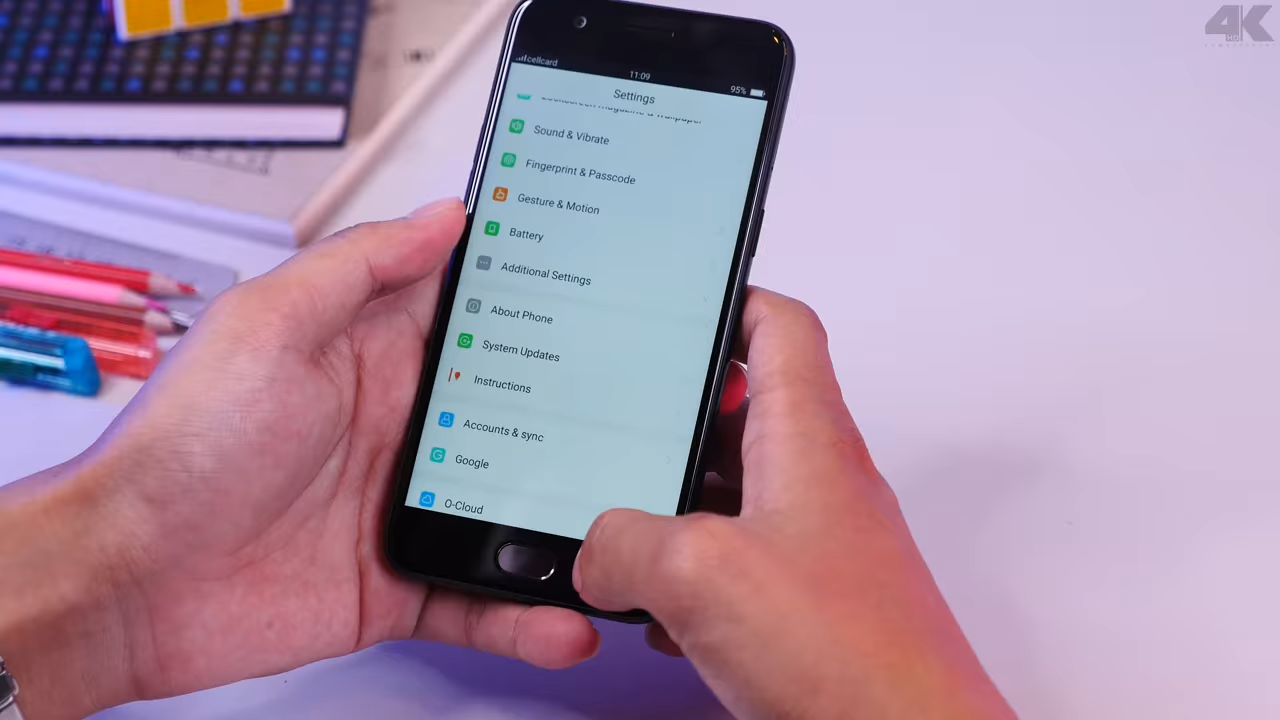 4K
HD
cellcard
11:09
95%
Settings
Sound & Vibrate
Fingerprint & Passcode
Gesture & Motion
Battery
Additional Settings
About Phone
System Updates
Instructions
Accounts & sync
Google
O-Cloud